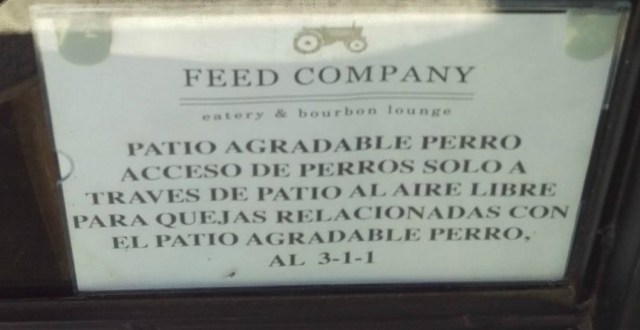 FEED COMPANY
eatery & bourbon lounge
PATIO AGRADABLE PERRO
ACCESO DE PERROS SOLO A
TRAVES DE PATIO AL AIRE LIBRE
PARA QUEJAS RELACIONADAS CON
EL PATIO AGRADABLE PERRO,
AL 3-1-1